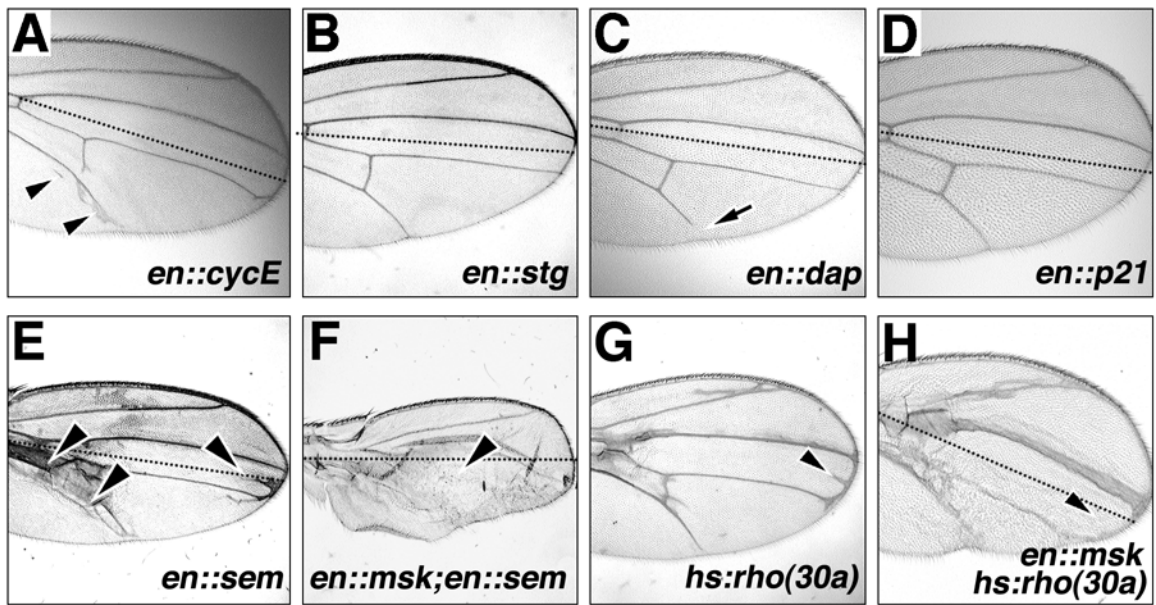 A
en::cycE
B
en::stg
C
en::dap
D
en::p21
E
en::sem
F
en::msk;en::sem
G
hs:rho(30a)
H
en::msk
hs:rho(30a)